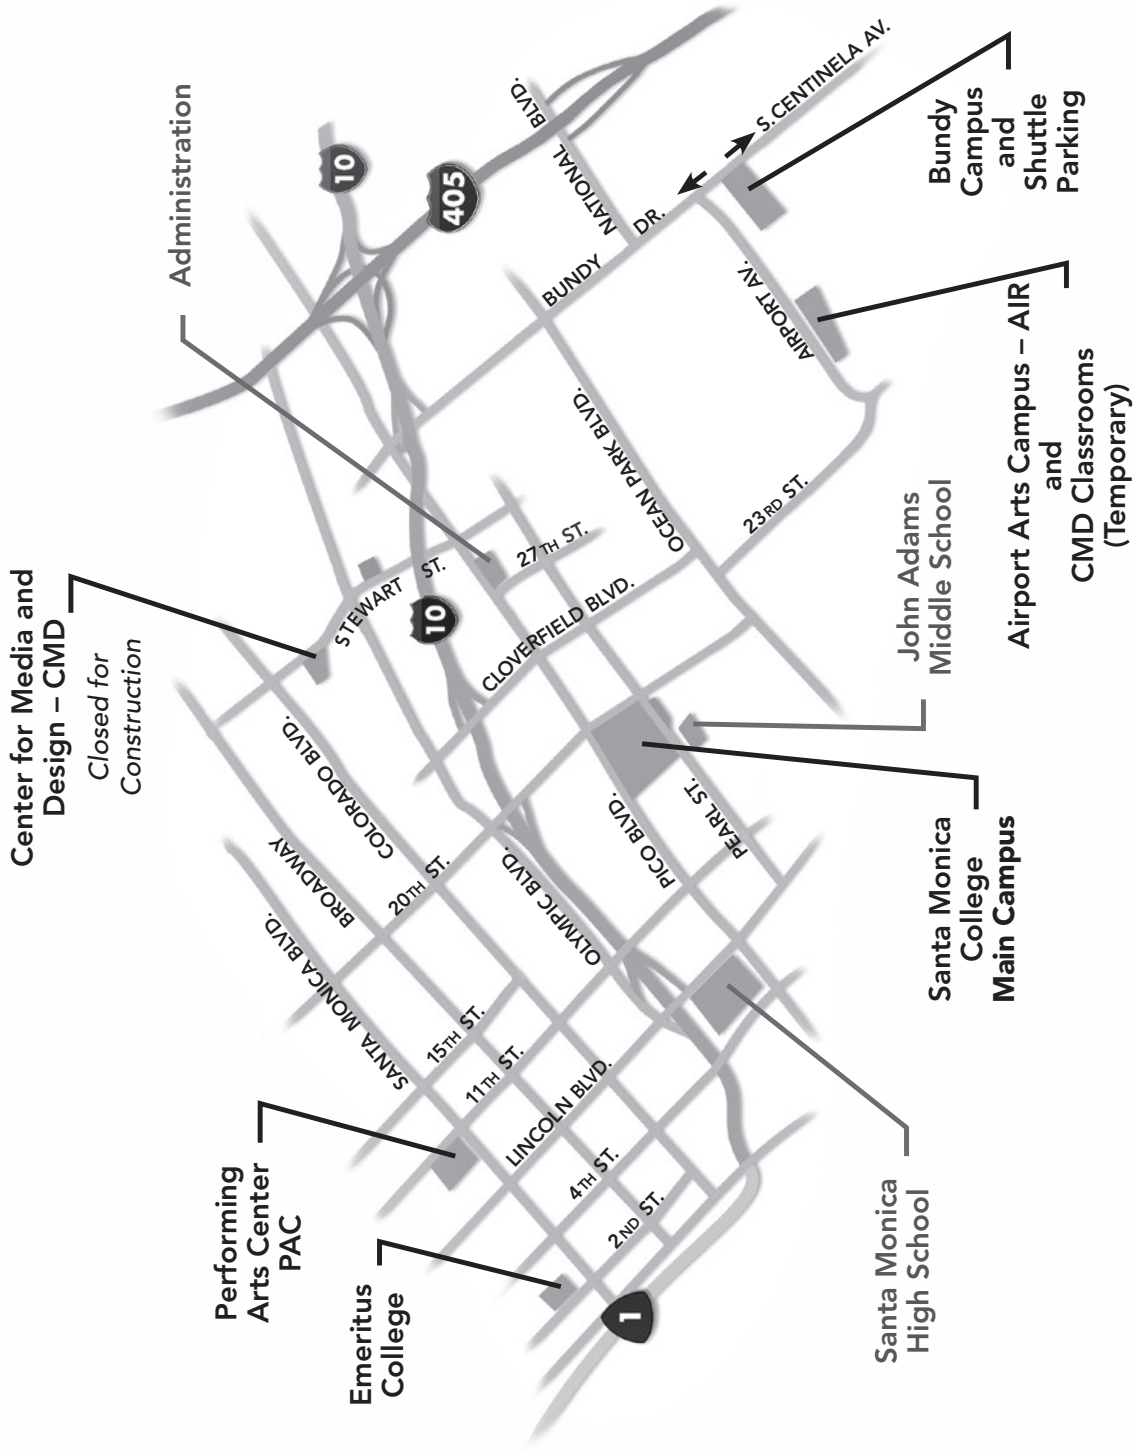 Center for Media and
Design – CMD
Closed for
Construction
Administration
Performing
Arts Center
PAC
Emeritus
College
Santa Monica
High School
Santa Monica
College
Main Campus
John Adams
Middle School
Airport Arts Campus – AIR
and
CMD Classrooms
(Temporary)
Bundy
Campus
and
Shuttle
Parking
SANTA MONICA BLVD.
BROADWAY
COLORADO BLVD.
OLYMPIC BLVD.
PICO BLVD.
PEARL ST.
OCEAN PARK BLVD.
NATIONAL BLVD.
AIRPORT AV.
2ND ST.
4TH ST.
LINCOLN BLVD.
11TH ST.
15TH ST.
20TH ST.
CLOVERFIELD BLVD.
STEWART ST.
27TH ST.
23RD ST.
BUNDY DR.
S. CENTINELA AV.
1
10
10
405